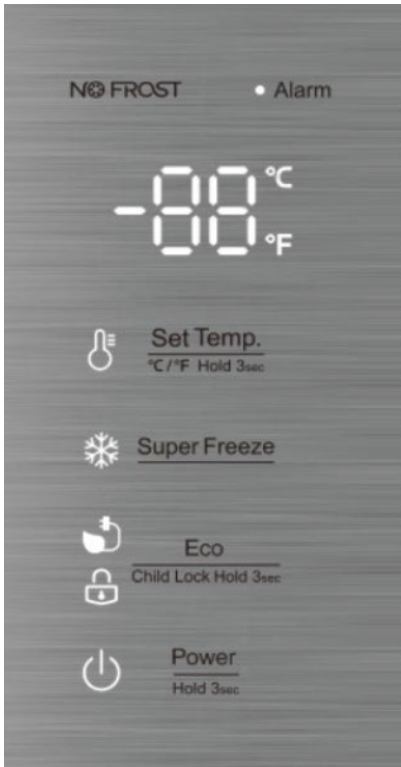 NO FROST
Alarm
-88 °C
°F
Set Temp.
°C/°F Hold 3sec
Super Freeze
Eco
Child Lock Hold 3sec
Power
Hold 3sec